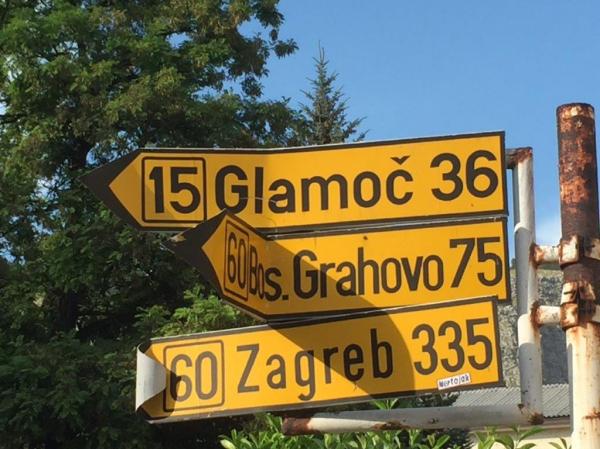 15 Glamoč 36
60 Bos. Grahovo 75
60 Zagreb 335